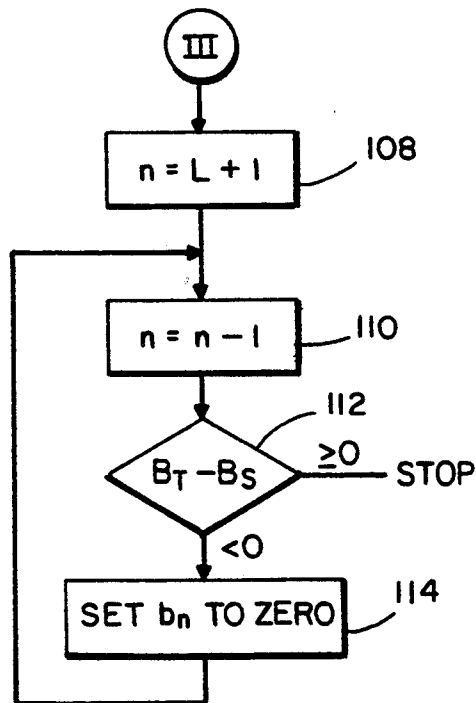 III
n = L + 1
108
n = n - 1
110
112
B_T - B_S
≥0
STOP
<0
SET b_n TO ZERO
114